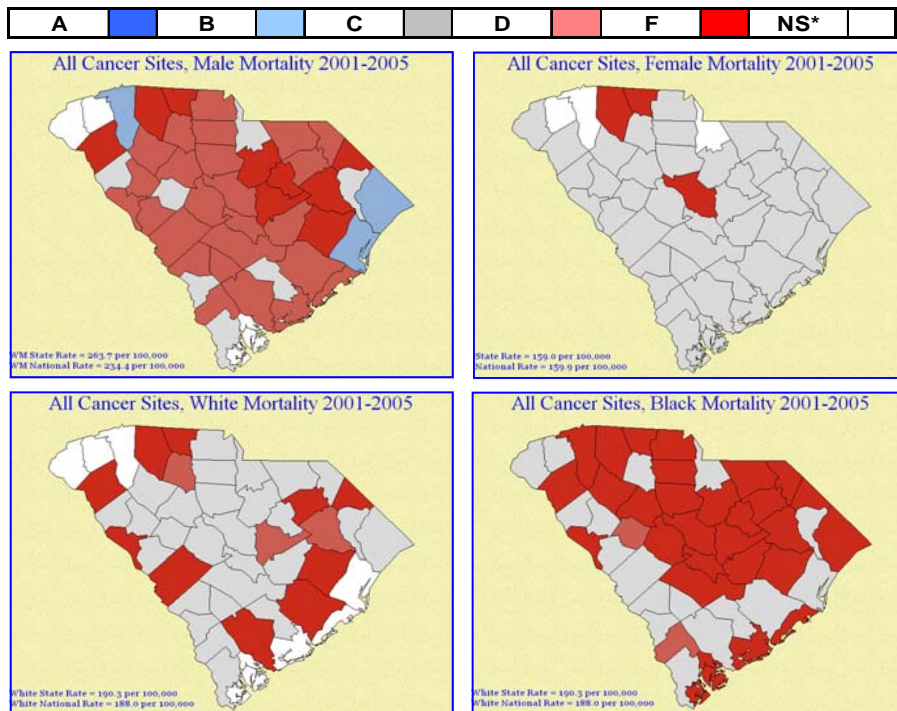 A B C D F NS*
All Cancer Sites, Male Mortality 2001-2005
WM State Rate = 263.7 per 100,000
WM National Rate = 234.4 per 100,000
All Cancer Sites, Female Mortality 2001-2005
State Rate = 159.0 per 100,000
National Rate = 159.9 per 100,000
All Cancer Sites, White Mortality 2001-2005
White State Rate = 190.3 per 100,000
White National Rate = 188.0 per 100,000
All Cancer Sites, Black Mortality 2001-2005
White State Rate = 190.3 per 100,000
White National Rate = 188.0 per 100,000